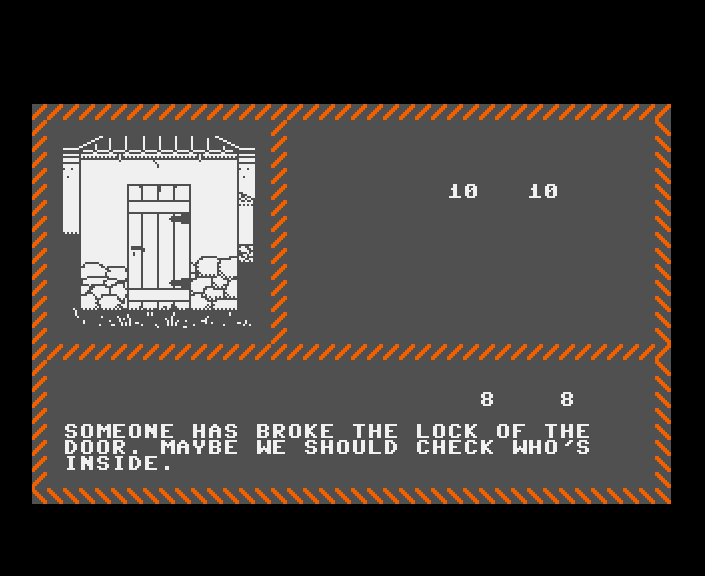 10 10
8 8
SOMEONE HAS BROKE THE LOCK OF THE
DOOR. MAYBE WE SHOULD CHECK WHO'S
INSIDE.